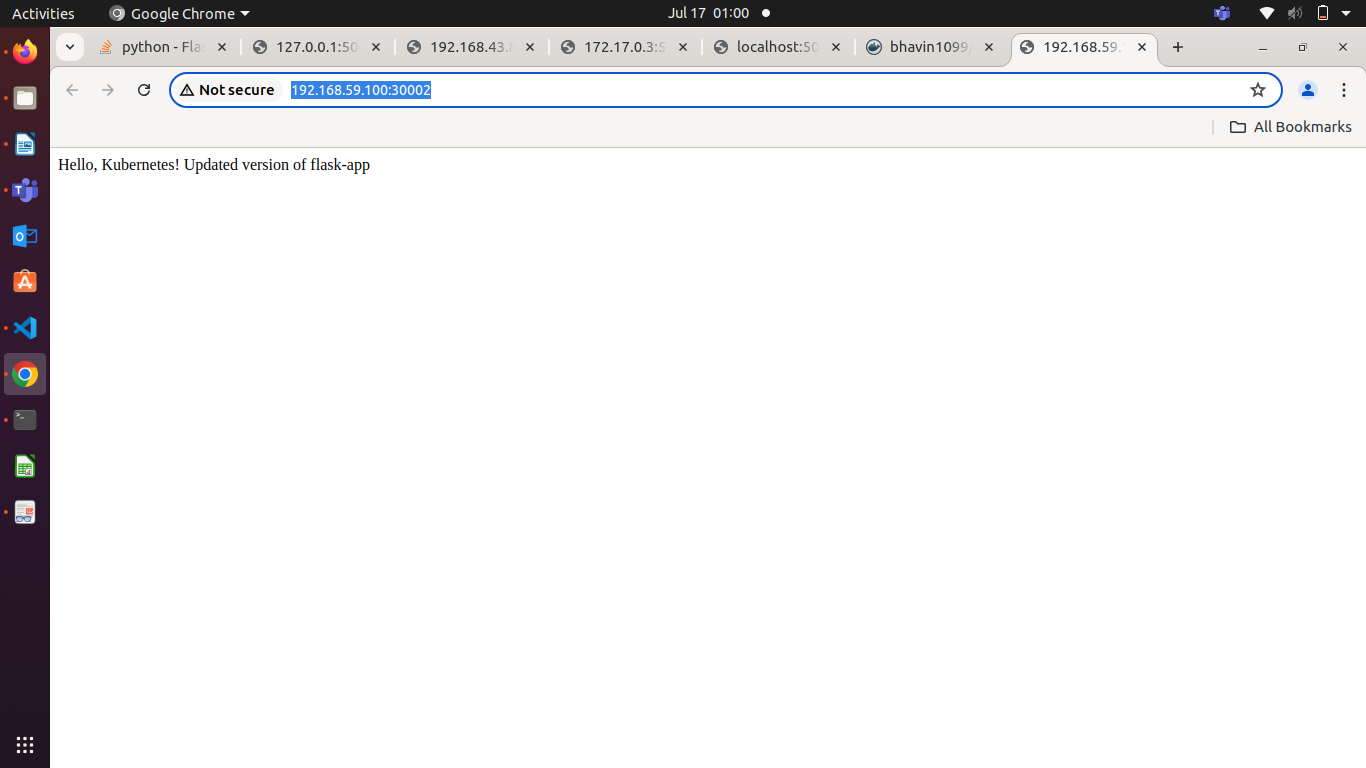 Activities
Google Chrome
Jul 17 01:00
python - Fla
127.0.0.1:50
192.168.43.
172.17.0.3:5
localhost:50
bhavin1099/
192.168.59.
Not secure
192.168.59.100:30002
All Bookmarks
Hello, Kubernetes! Updated version of flask-app